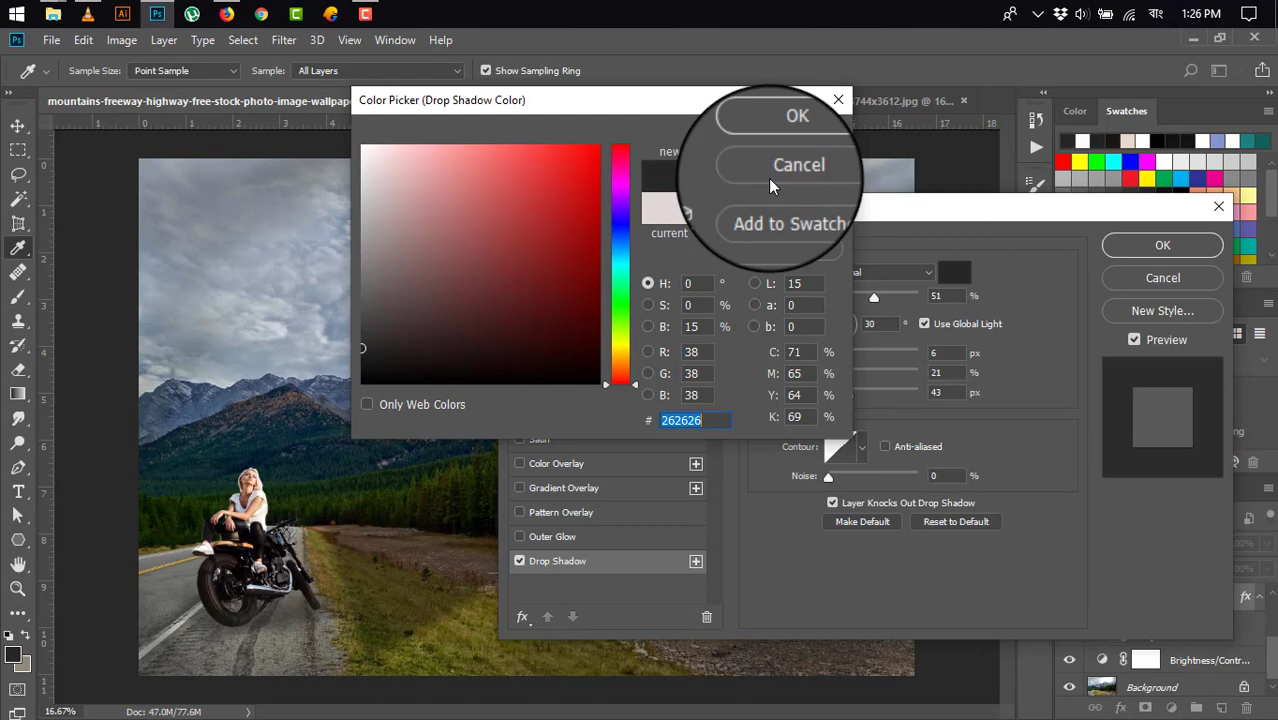 বাং
1:26 PM
Ps
File Edit Image Layer Type Select Filter 3D View Window Help
Sample Size: Point Sample Sample: All Layers Show Sampling Ring
mountains-freeway-highway-free-stock-photo-image-wallpape
744x3612.jpg @ 16...
Color Swatches
Color Picker (Drop Shadow Color)
new
current
OK
Cancel
Add to Swatch
H: 0 °
S: 0 %
B: 15 %
R: 38
G: 38
B: 38
# 262626
L: 15
a: 0
b: 0
C: 71 %
M: 65 %
Y: 64 %
K: 69 %
Only Web Colors
51 %
30 ° Use Global Light
6 px
21 %
43 px
Contour: Anti-aliased
Noise: 0 %
Layer Knocks Out Drop Shadow
Make Default Reset to Default
OK
Cancel
New Style...
Preview
Color Overlay
Gradient Overlay
Pattern Overlay
Outer Glow
Drop Shadow
fx
Brightness/Contr...
Background
16.67% Doc: 47.0M/77.6M